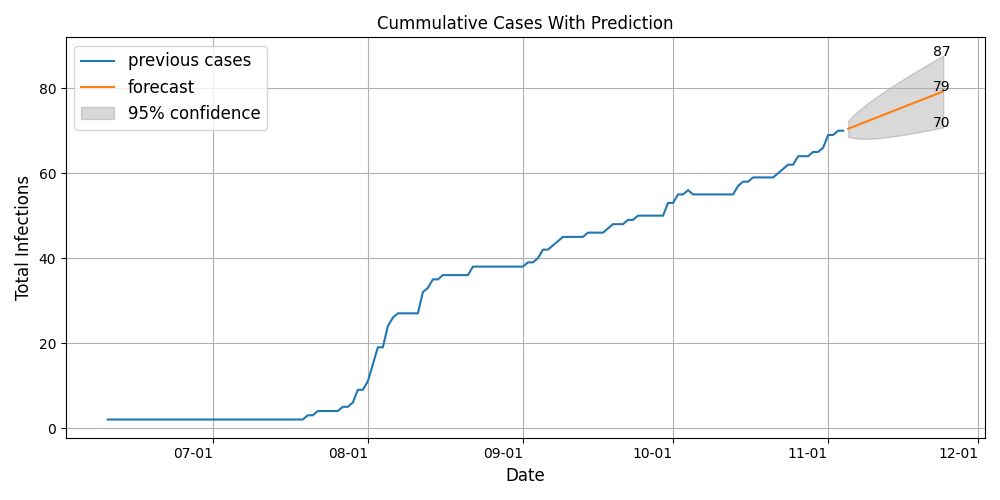 Cummulative Cases With Prediction
previous cases
forecast
95% confidence
87
79
70
80
60
40
20
0
Total Infections
07-01
08-01
09-01
10-01
11-01
12-01
Date